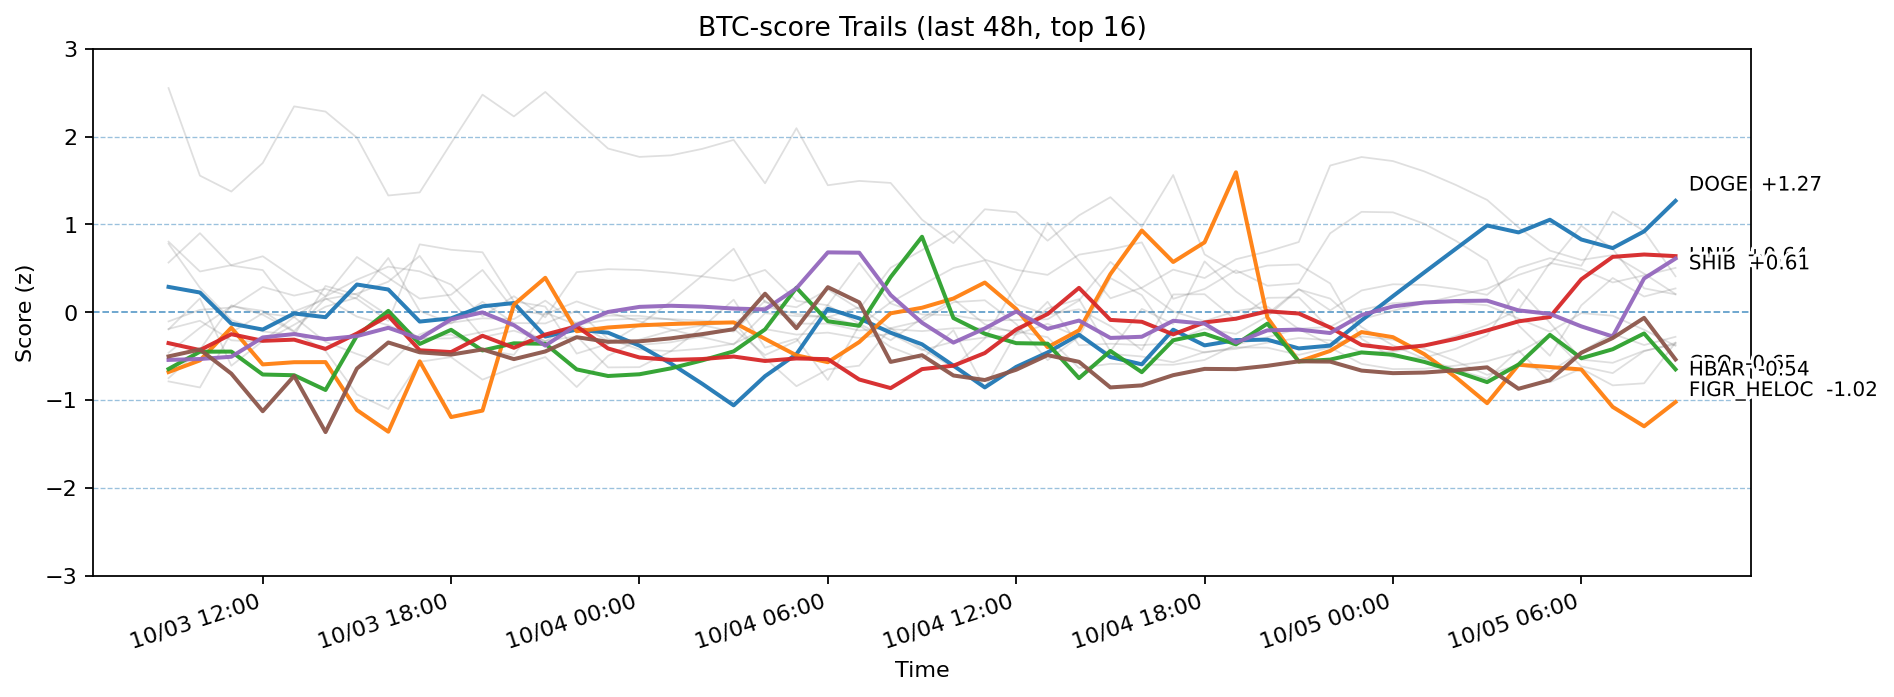 BTC-score Trails (last 48h, top 16)
3
2
1
0
−1
−2
−3
Score (z)
DOGE +1.27
LINK +0.64
SHIB +0.61
HBAR -0.54
FIGR_HELOC -1.02
10/03 12:00
10/03 18:00
10/04 00:00
10/04 06:00
10/04 12:00
10/04 18:00
10/05 00:00
10/05 06:00
Time